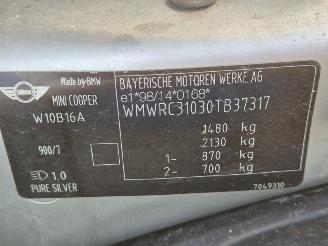 MINI
Made by BMW
MINI COOPER
W10B16A
900/7
1.0
PURE SILVER
BAYERISCHE MOTOREN WERKE AG
e1*98/14*0168*
WMWRC31030TB37317
1480 kg
2130 kg
1- 870 kg
2- 700 kg
7049310